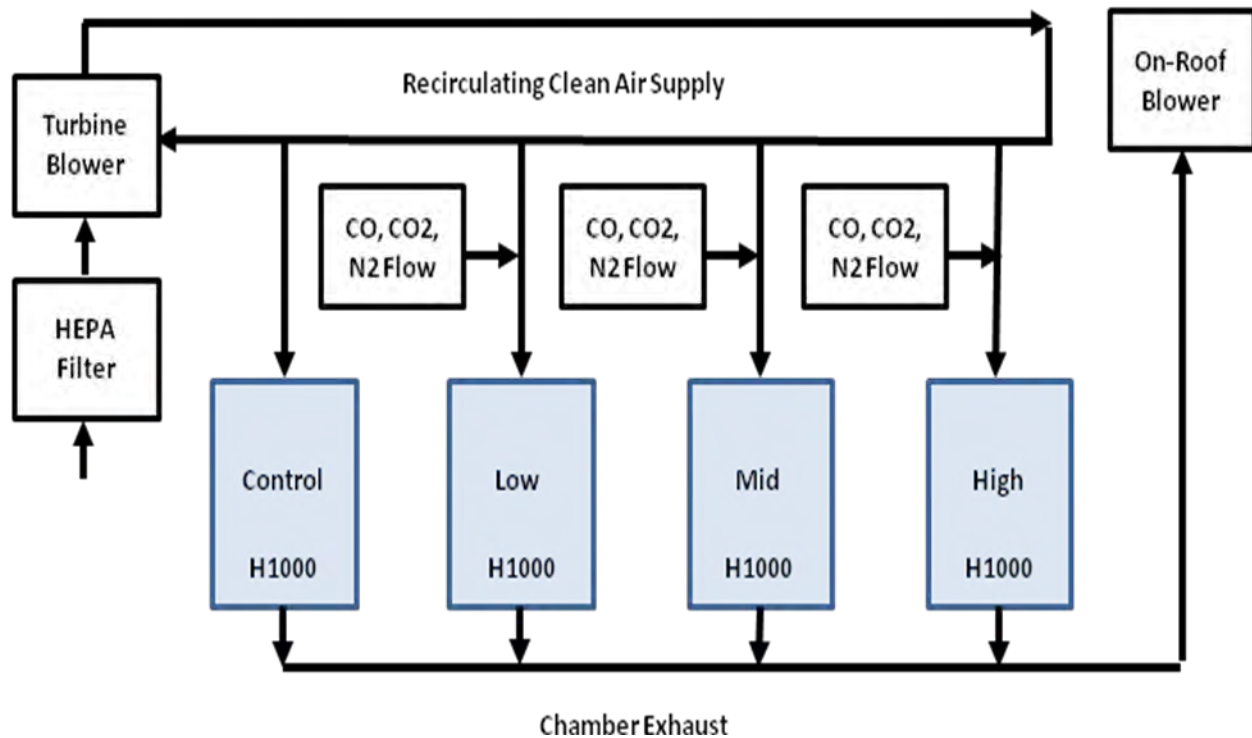 Recirculating Clean Air Supply
On-Roof
Blower
Turbine
Blower
CO, CO2,
N2 Flow
CO, CO2,
N2 Flow
CO, CO2,
N2 Flow
HEPA
Filter
Control
H1000
Low
H1000
Mid
H1000
High
H1000
Chamber Exhaust